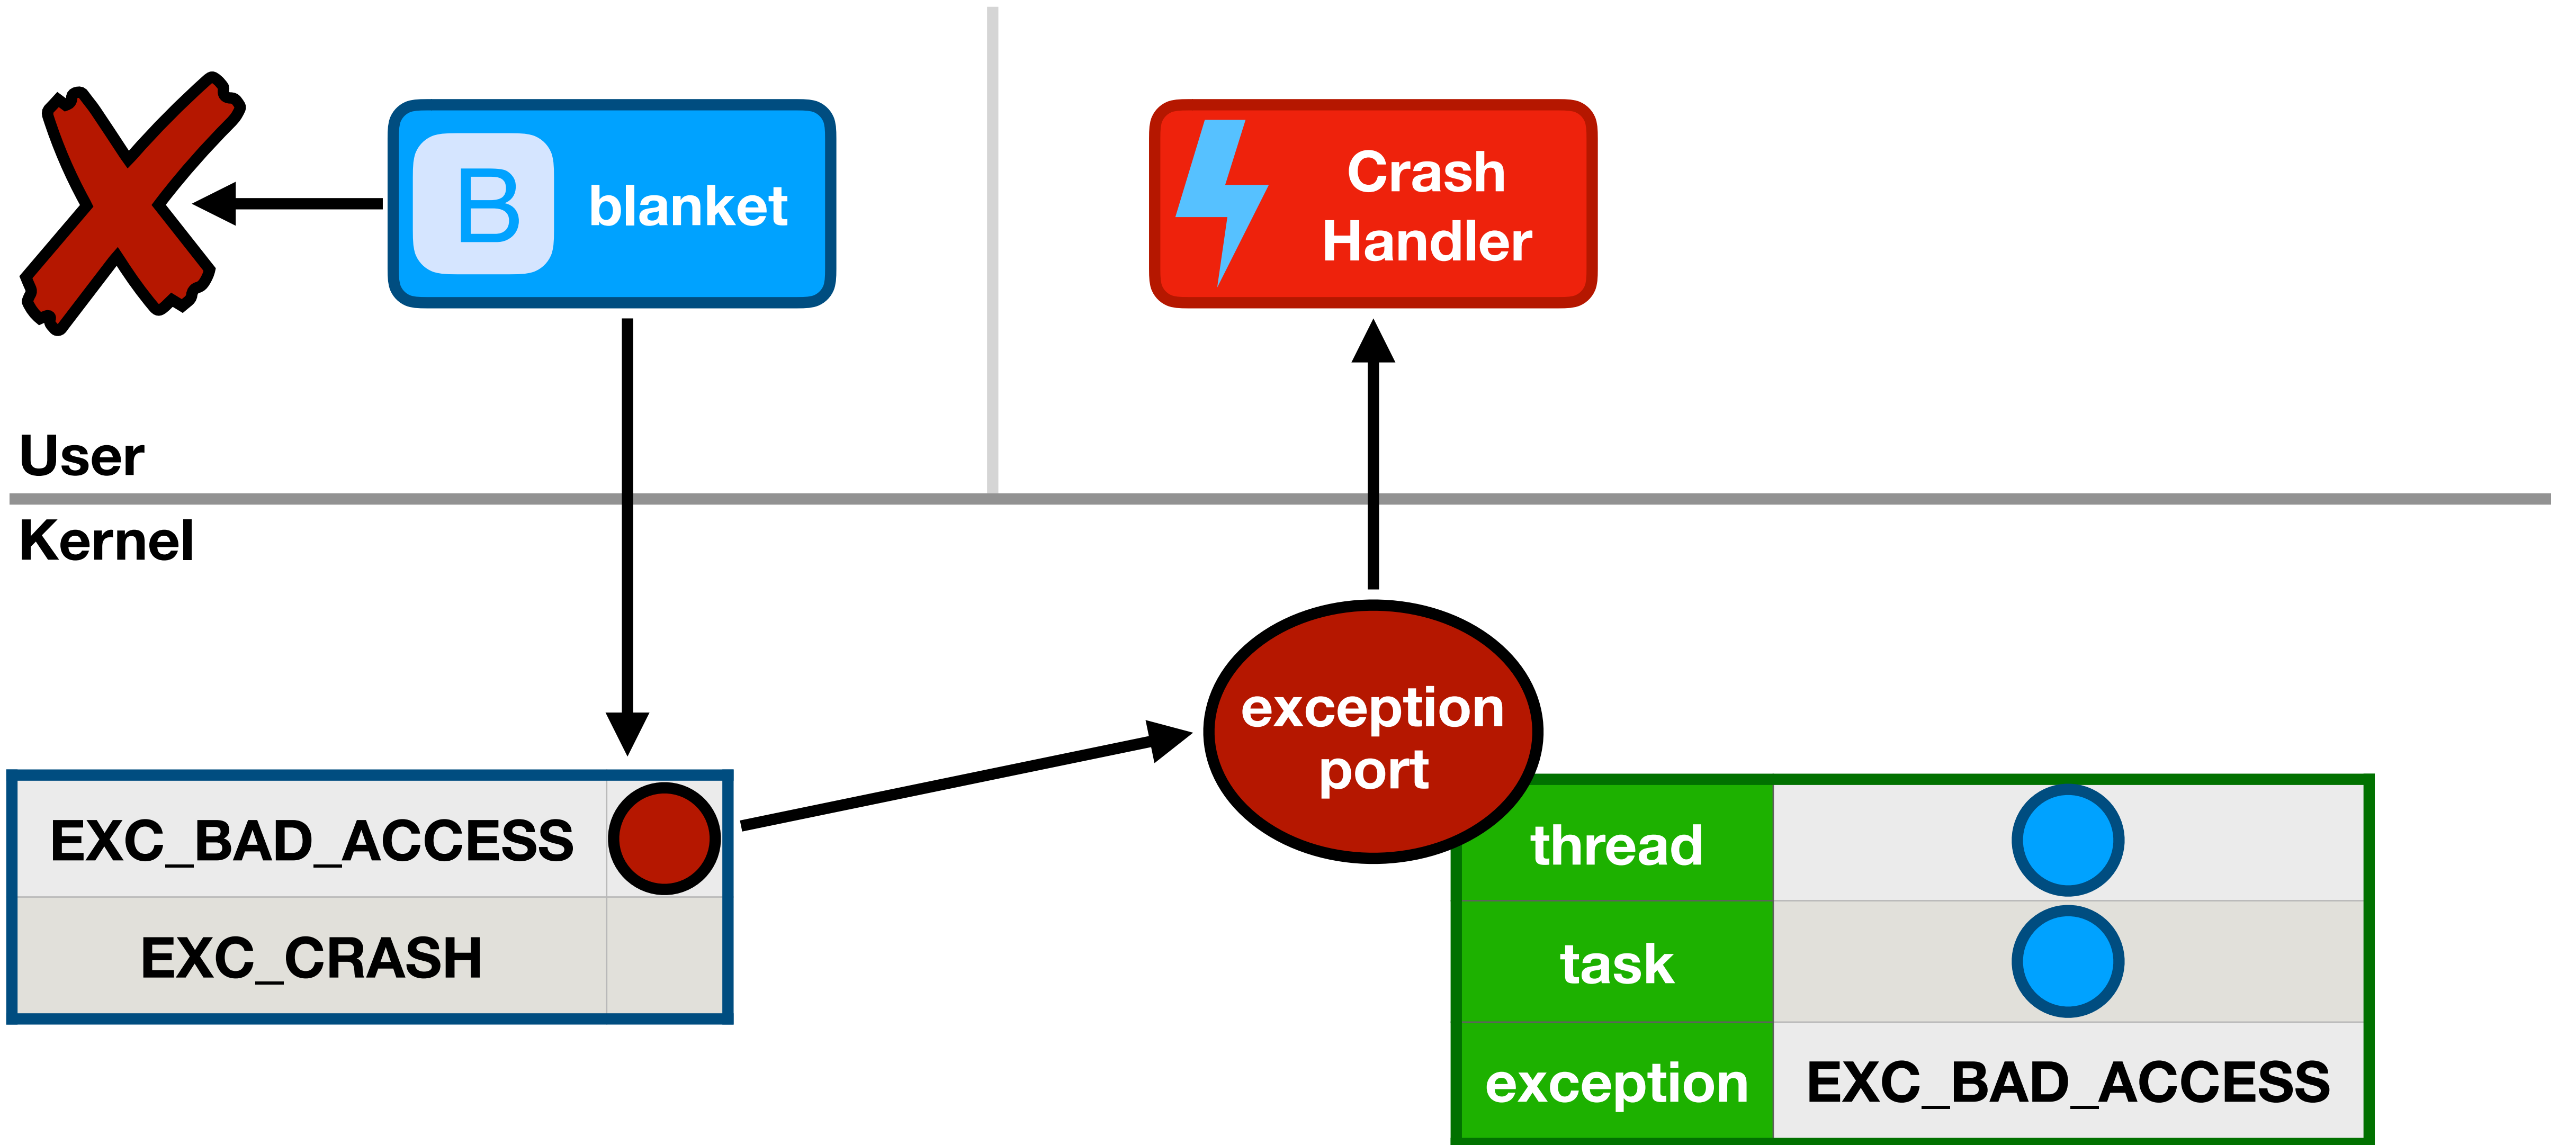 B
blanket
Crash
Handler
User
Kernel
exception
port
EXC_BAD_ACCESS
EXC_CRASH
thread
task
exception
EXC_BAD_ACCESS